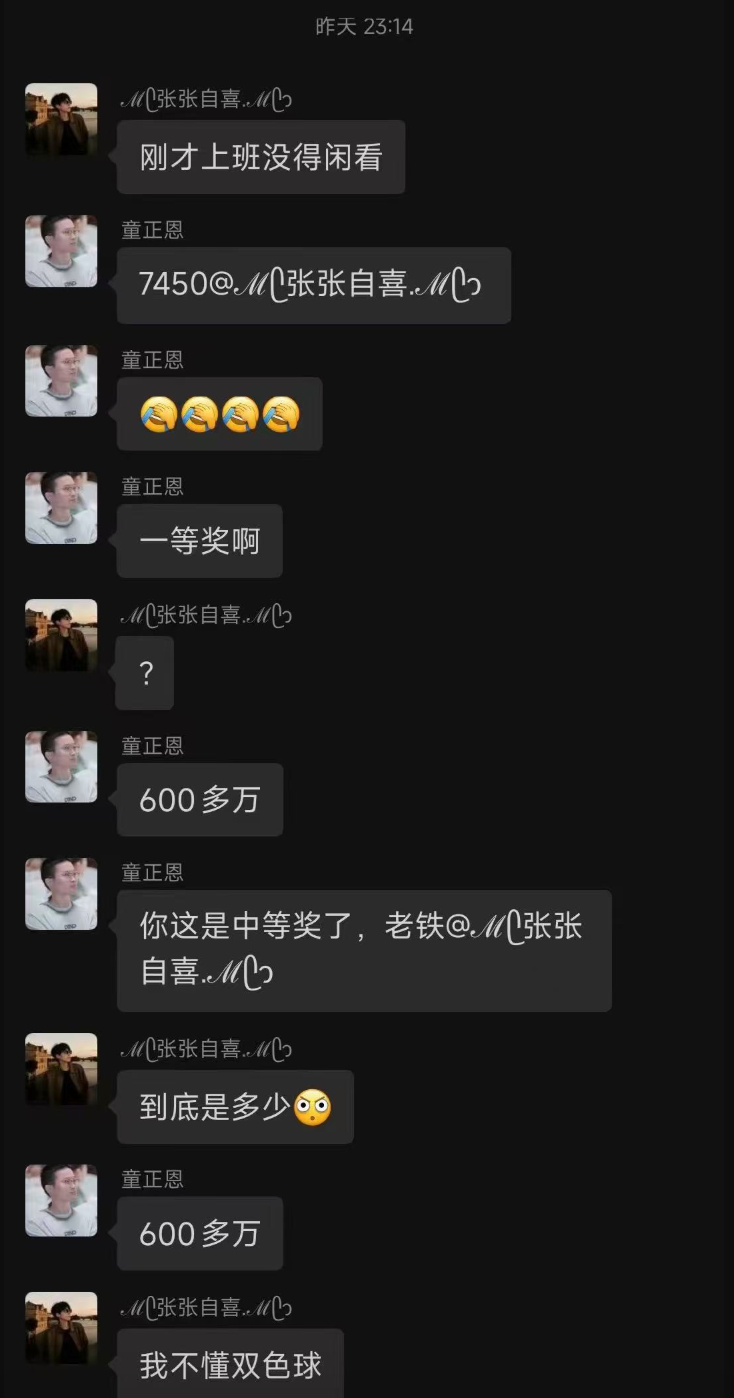 昨天 23:14
ℳ๓₍张张自喜.ℳ₍ঌ
刚才上班没得闲看
童正恩
7450@ℳ₍张张自喜.ℳ₍ঌ
童正恩
🤣🤣🤣🤣
童正恩
一等奖啊
ℳ₍张张自喜.ℳ₍ঌ
?
童正恩
600多万
童正恩
你这是中等奖了，老铁@ℳ₍张张
自喜.ℳ₍ঌ
ℳ₍张张自喜.ℳ₍ঌ
到底是多少
童正恩
600多万
ℳ₍张张自喜.ℳ₍ঌ
我不懂双色球